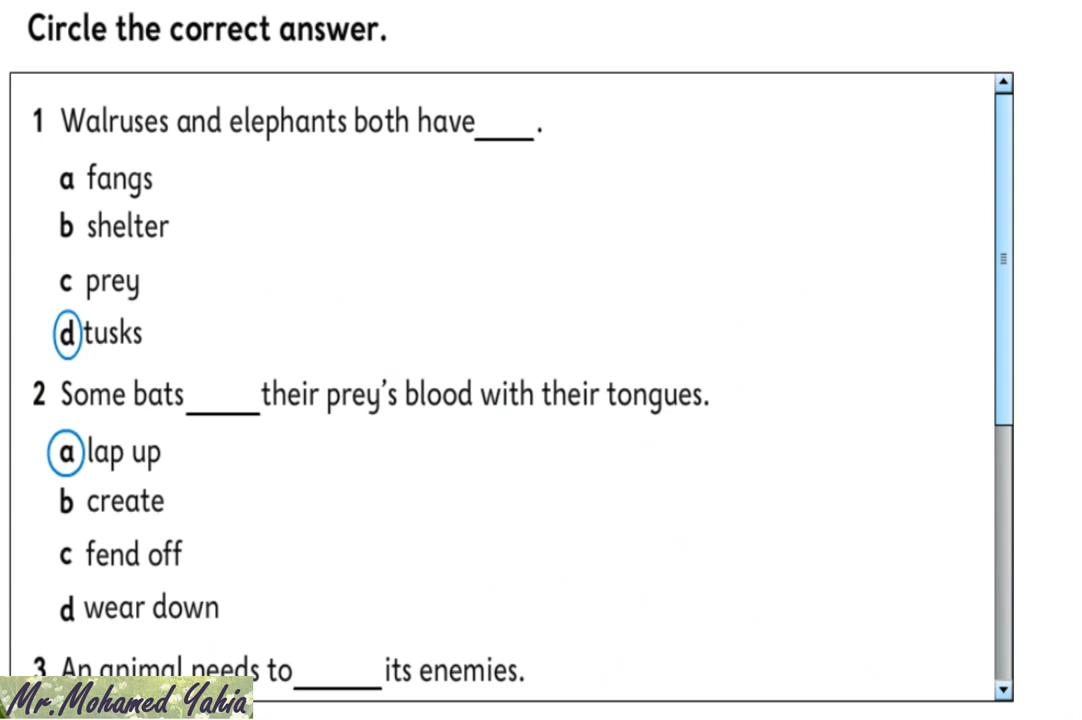 Circle the correct answer.
1 Walruses and elephants both have____.
a fangs
b shelter
c prey
d tusks
2 Some bats_____their prey's blood with their tongues.
a lap up
b create
c fend off
d wear down
3 An animal needs to______its enemies.
Mr.Mohamed Yahia